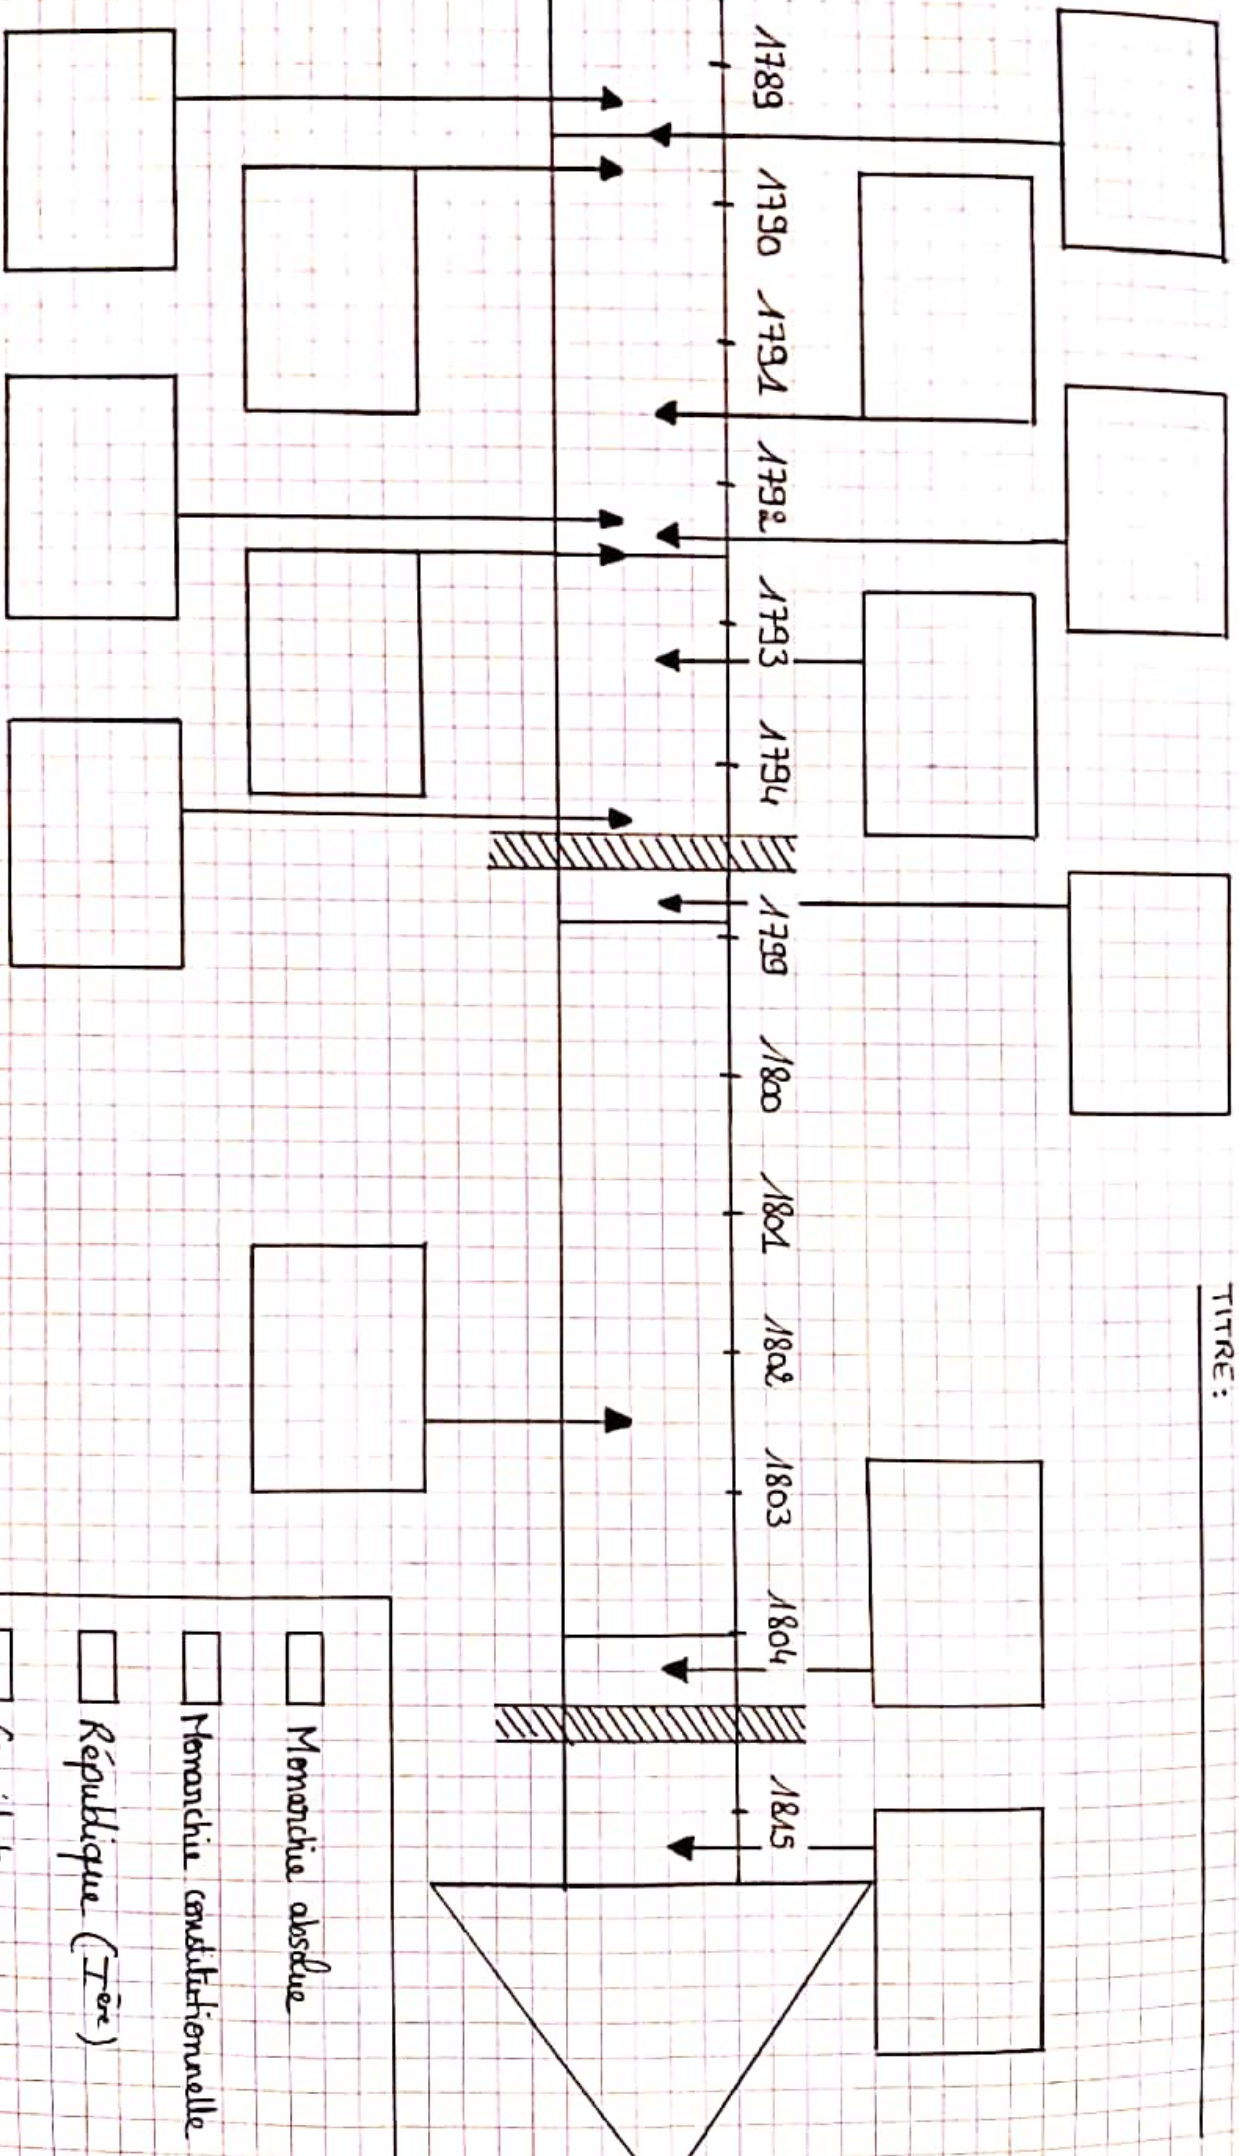 TITRE :
1789 1790 1791 1792 1793 1794 1799 1800 1801 1802 1803 1804 1815
Monarchie absolue
Monarchie constitutionnelle
République (Ière)